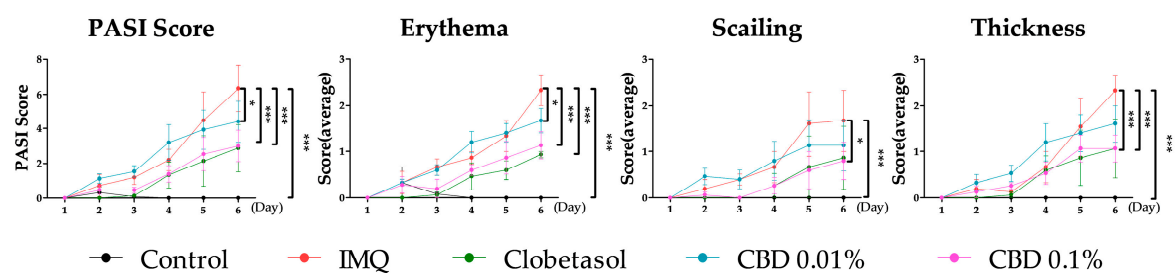 PASI Score
Erythema
Scailing
Thickness
PASI Score
8
6
4
2
0
*
***
***
***
1 2 3 4 5 6 (Day)
Score(average)
3
2
1
0
*
***
***
***
1 2 3 4 5 6 (Day)
Score(average)
3
2
1
0
*
***
1 2 3 4 5 6 (Day)
Score(average)
3
2
1
0
***
***
***
1 2 3 4 5 6 (Day)
Control IMQ Clobetasol CBD 0.01% CBD 0.1%